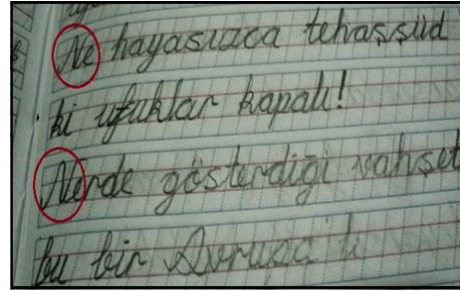 Ne hayasızca tehaşşüd
ki ufuklar kapalı!
Nerde gösterdiği vahşet
bu bir Avrupa'lı